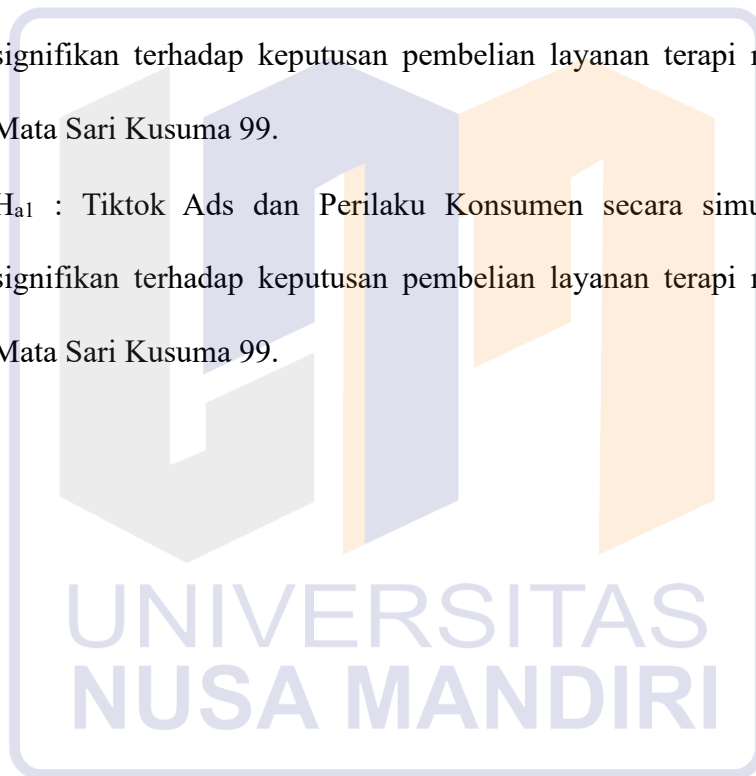 signifikan terhadap keputusan pembelian layanan terapi
Mata Sari Kusuma 99.
Ha1 : Tiktok Ads dan Perilaku Konsumen secara
signifikan terhadap keputusan pembelian layanan terapi
Mata Sari Kusuma 99.
UNIVERSITAS
NUSA MANDIRI